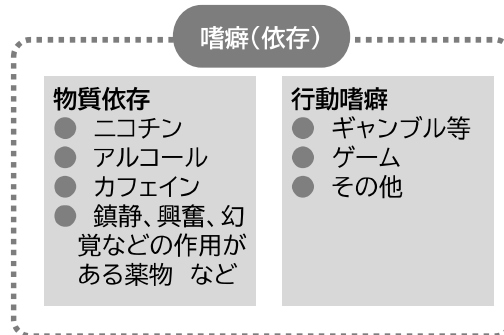 嗜癖（依存）
物質依存
● ニコチン
● アルコール
● カフェイン
● 鎮静、興奮、幻
覚などの作用が
ある薬物　など
行動嗜癖
● ギャンブル等
● ゲーム
● その他